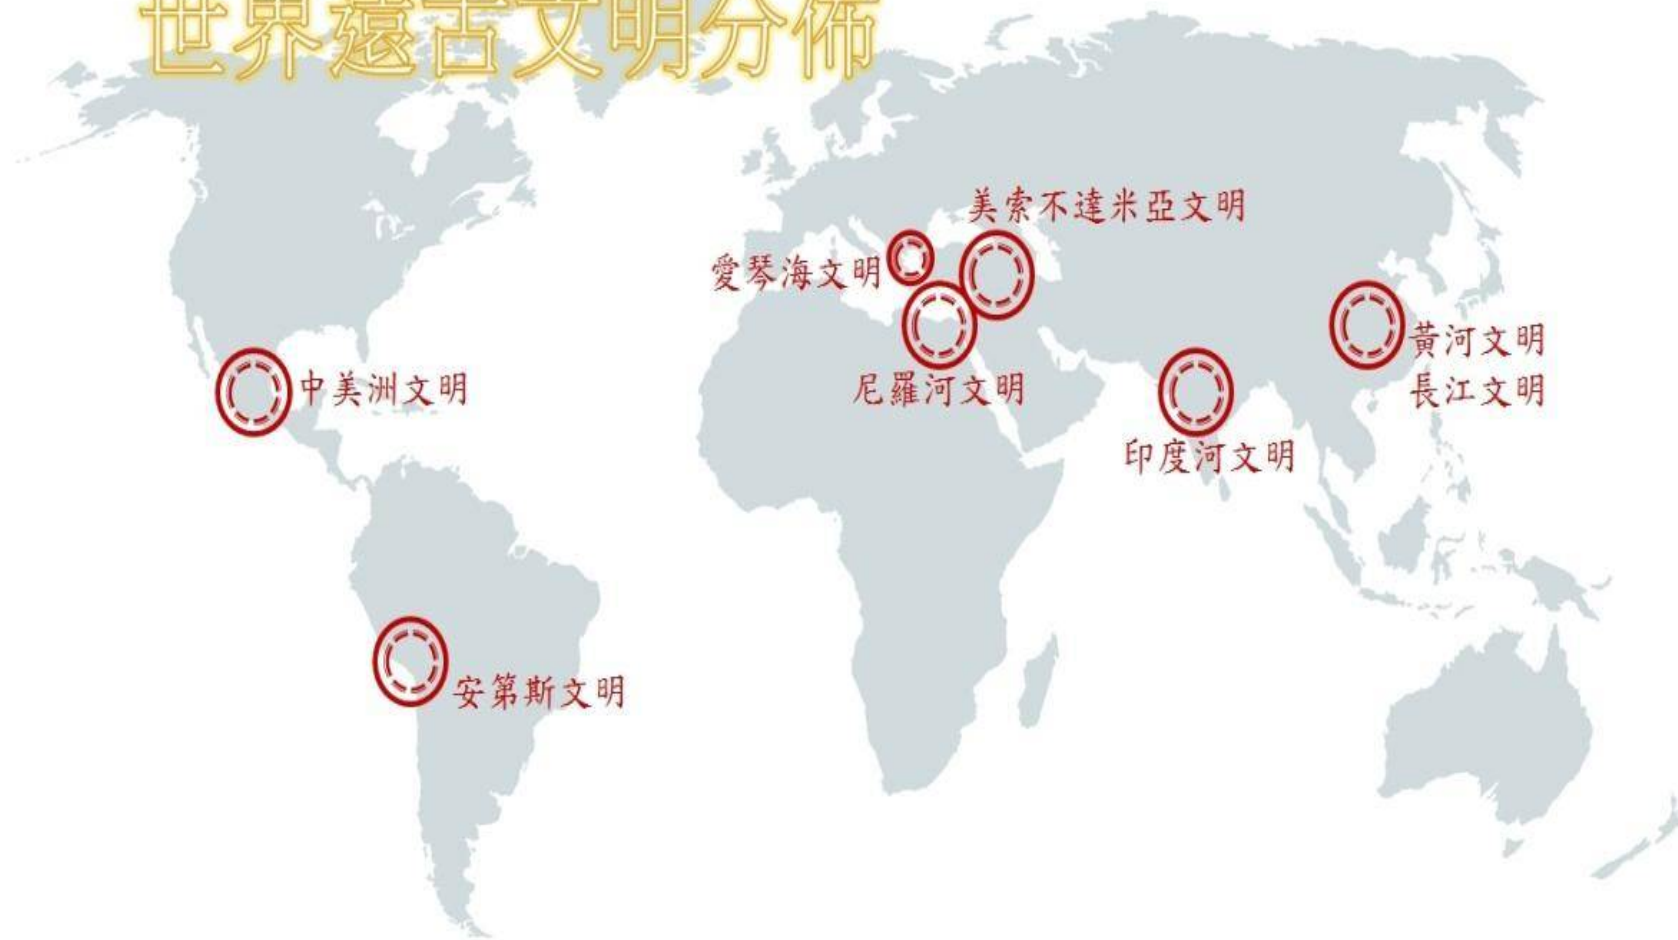 世界遠古文明分佈
美索不達米亞文明
愛琴海文明
黃河文明
長江文明
尼羅河文明
中美洲文明
印度河文明
安第斯文明